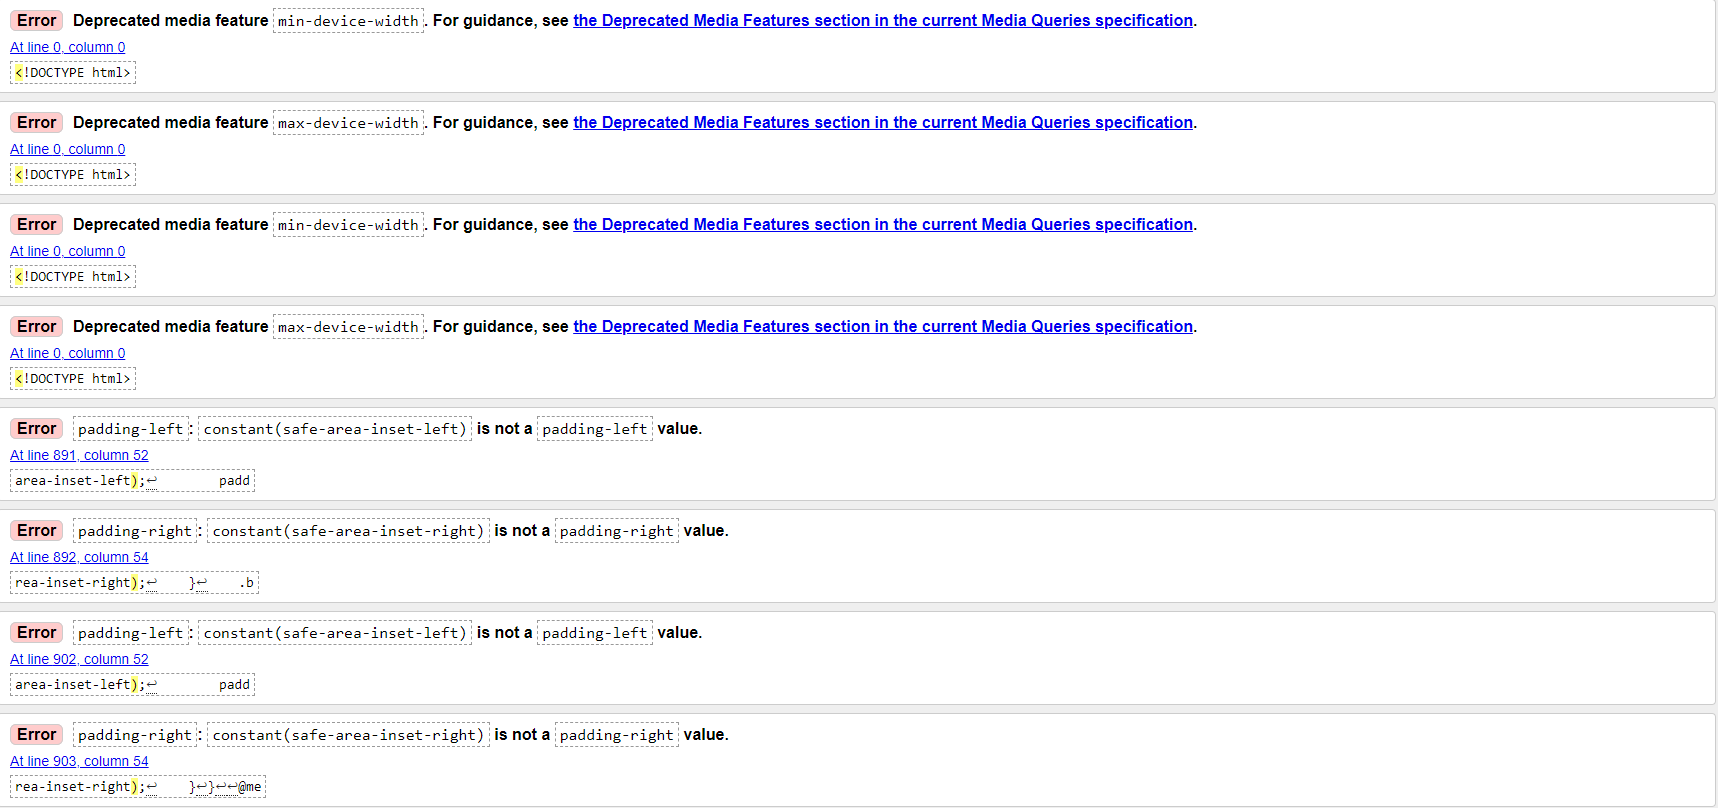 Error Deprecated media feature min-device-width. For guidance, see the Deprecated Media Features section in the current Media Queries specification.
At line 0, column 0
<!DOCTYPE html>
Error Deprecated media feature max-device-width. For guidance, see the Deprecated Media Features section in the current Media Queries specification.
At line 0, column 0
<!DOCTYPE html>
Error Deprecated media feature min-device-width. For guidance, see the Deprecated Media Features section in the current Media Queries specification.
At line 0, column 0
<!DOCTYPE html>
Error Deprecated media feature max-device-width. For guidance, see the Deprecated Media Features section in the current Media Queries specification.
At line 0, column 0
<!DOCTYPE html>
Error padding-left: constant(safe-area-inset-left) is not a padding-left value.
At line 891, column 52
area-inset-left);↩        padd
Error padding-right: constant(safe-area-inset-right) is not a padding-right value.
At line 892, column 54
rea-inset-right);↩    }↩    .b
Error padding-left: constant(safe-area-inset-left) is not a padding-left value.
At line 902, column 52
area-inset-left);↩        padd
Error padding-right: constant(safe-area-inset-right) is not a padding-right value.
At line 903, column 54
rea-inset-right);↩    }↩}↩↩@me